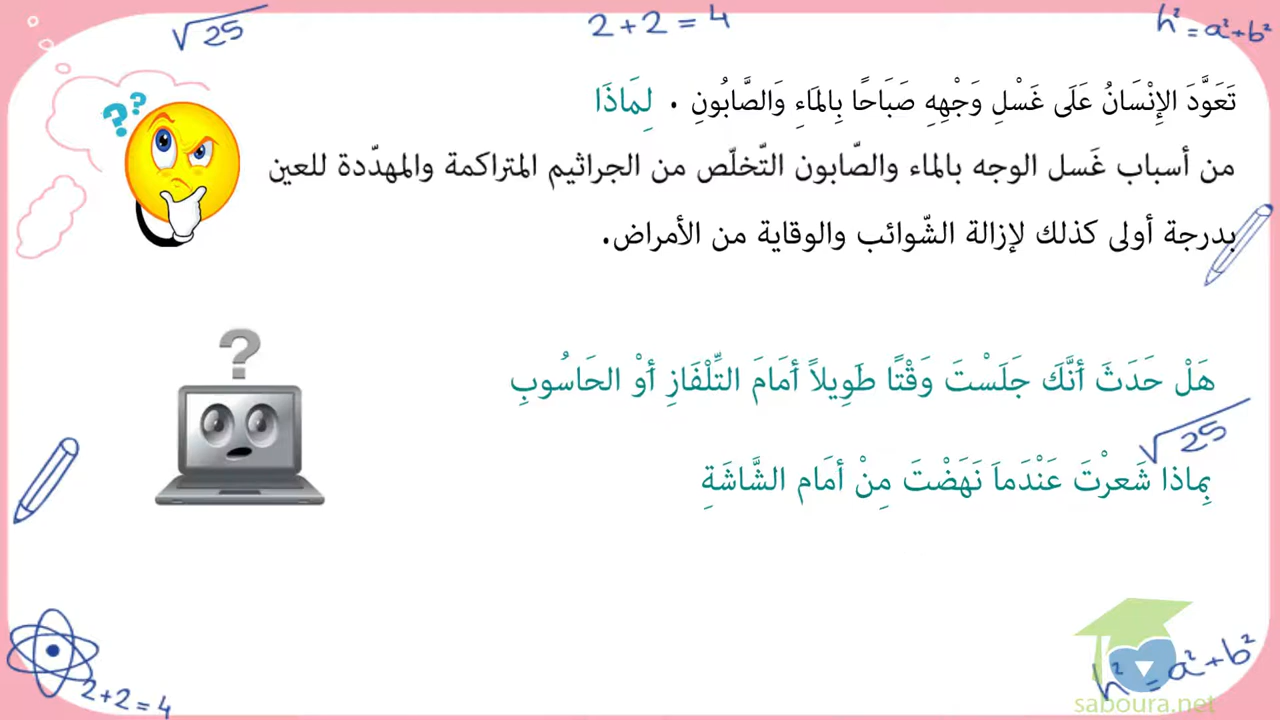 √25
2+2=4
h²=a²+b²
تَعَوَّدَ الإِنْسَانُ عَلَى غَسْلِ وَجْهِهِ صَبَاحًا بِالمَاءِ وَالصَّابُونِ . لِمَاذَا
??
من أسباب غَسل الوجه بالماء والصّابون التّخلّص من الجراثيم المتراكمة والمهدّدة للعين
بدرجة أولى كذلك لإزالة الشّوائب والوقاية من الأمراض.
?
هَلْ حَدَثَ أَنَّكَ جَلَسْتَ وَقْتًا طَوِيلاً أَمَامَ التِّلْفَازِ أَوْ الحَاسُوبِ
√25
بِماذا شَعرْتَ عَنْدَماَ نَهَضْتَ مِنْ أمَام الشَّاشَةِ
h²=a²+b²
2+2=4
saboura.net